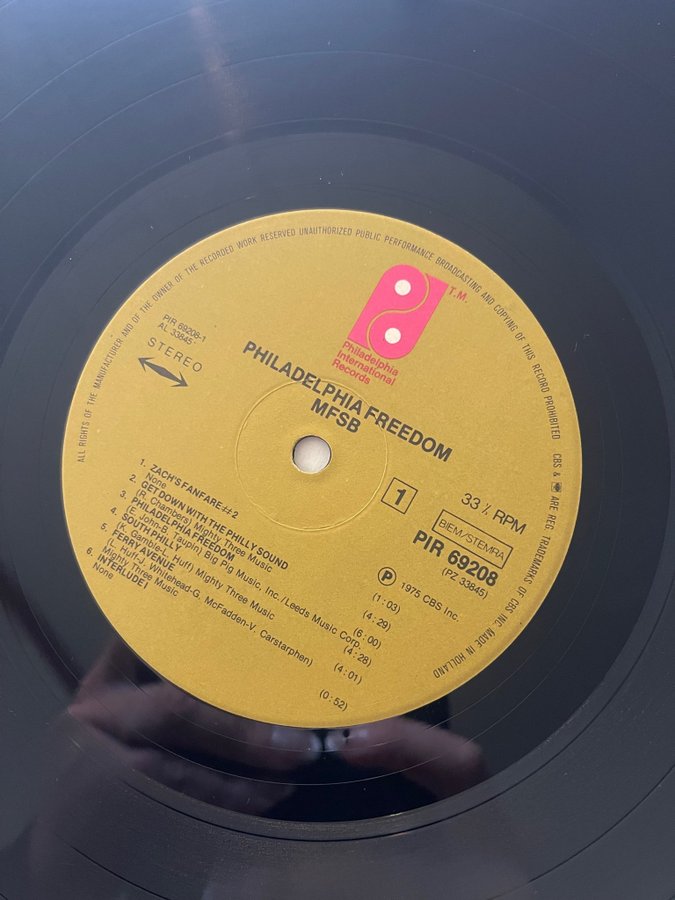 ALL RIGHTS OF THE MANUFACTURER AND OF THE OWNER OF THE RECORDED WORK RESERVED UNAUTHORIZED PUBLIC PERFORMANCE BROADCASTING AND COPYING OF THIS RECORD PROHIBITED
CBS & ARE REG. TRADEMARKS OF CBS INC. MADE IN HOLLAND
T.M.
Philadelphia
International
Records
PIR 69208-1
AL 33845
STEREO
PHILADELPHIA FREEDOM
MFSB
1
33⅓ RPM
BIEM/STEMRA
PIR 69208
(PZ 33845)
Ⓟ 1975 CBS Inc.
1. ZACH'S FANFARE #2 (1:03)
None
2. GET DOWN WITH THE PHILLY SOUND (4:29)
(R. Chambers) Mighty Three Music
3. PHILADELPHIA FREEDOM (6:00)
(E. John-B. Taupin) Big Pig Music, Inc./Leeds Music Corp.
4. SOUTH PHILLY (4:28)
(K. Gamble-L. Huff) Mighty Three Music
5. FERRY AVENUE (4:01)
(L. Huff-J. Whitehead-G. McFadden-V. Carstarphen)
Mighty Three Music
6. INTERLUDE I (0:52)
None